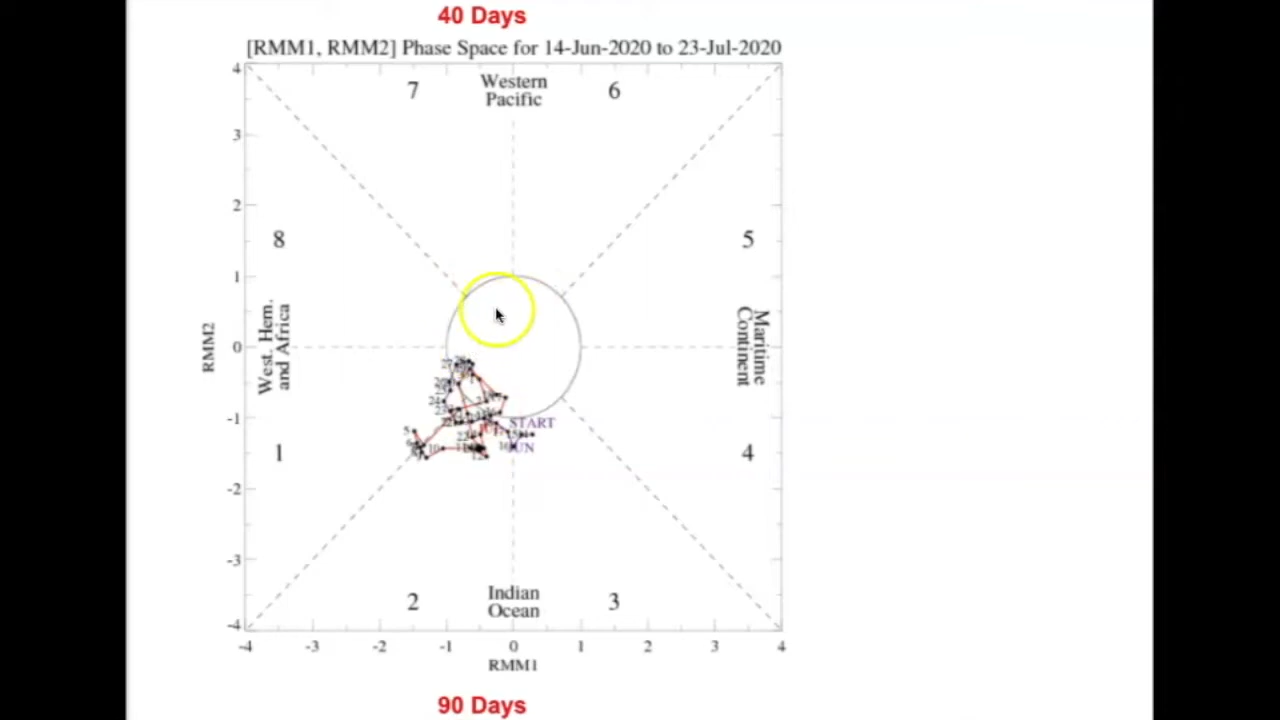 40 Days
[RMM1, RMM2] Phase Space for 14-Jun-2020 to 23-Jul-2020
4
7
Western
Pacific
6
3
2
8
5
1
West. Hem.
and Africa
Maritime
Continent
RMM2
0
-1
START
1
4
-2
-3
2
Indian
Ocean
3
-4
-4
-3
-2
-1
0
1
2
3
4
RMM1
90 Days